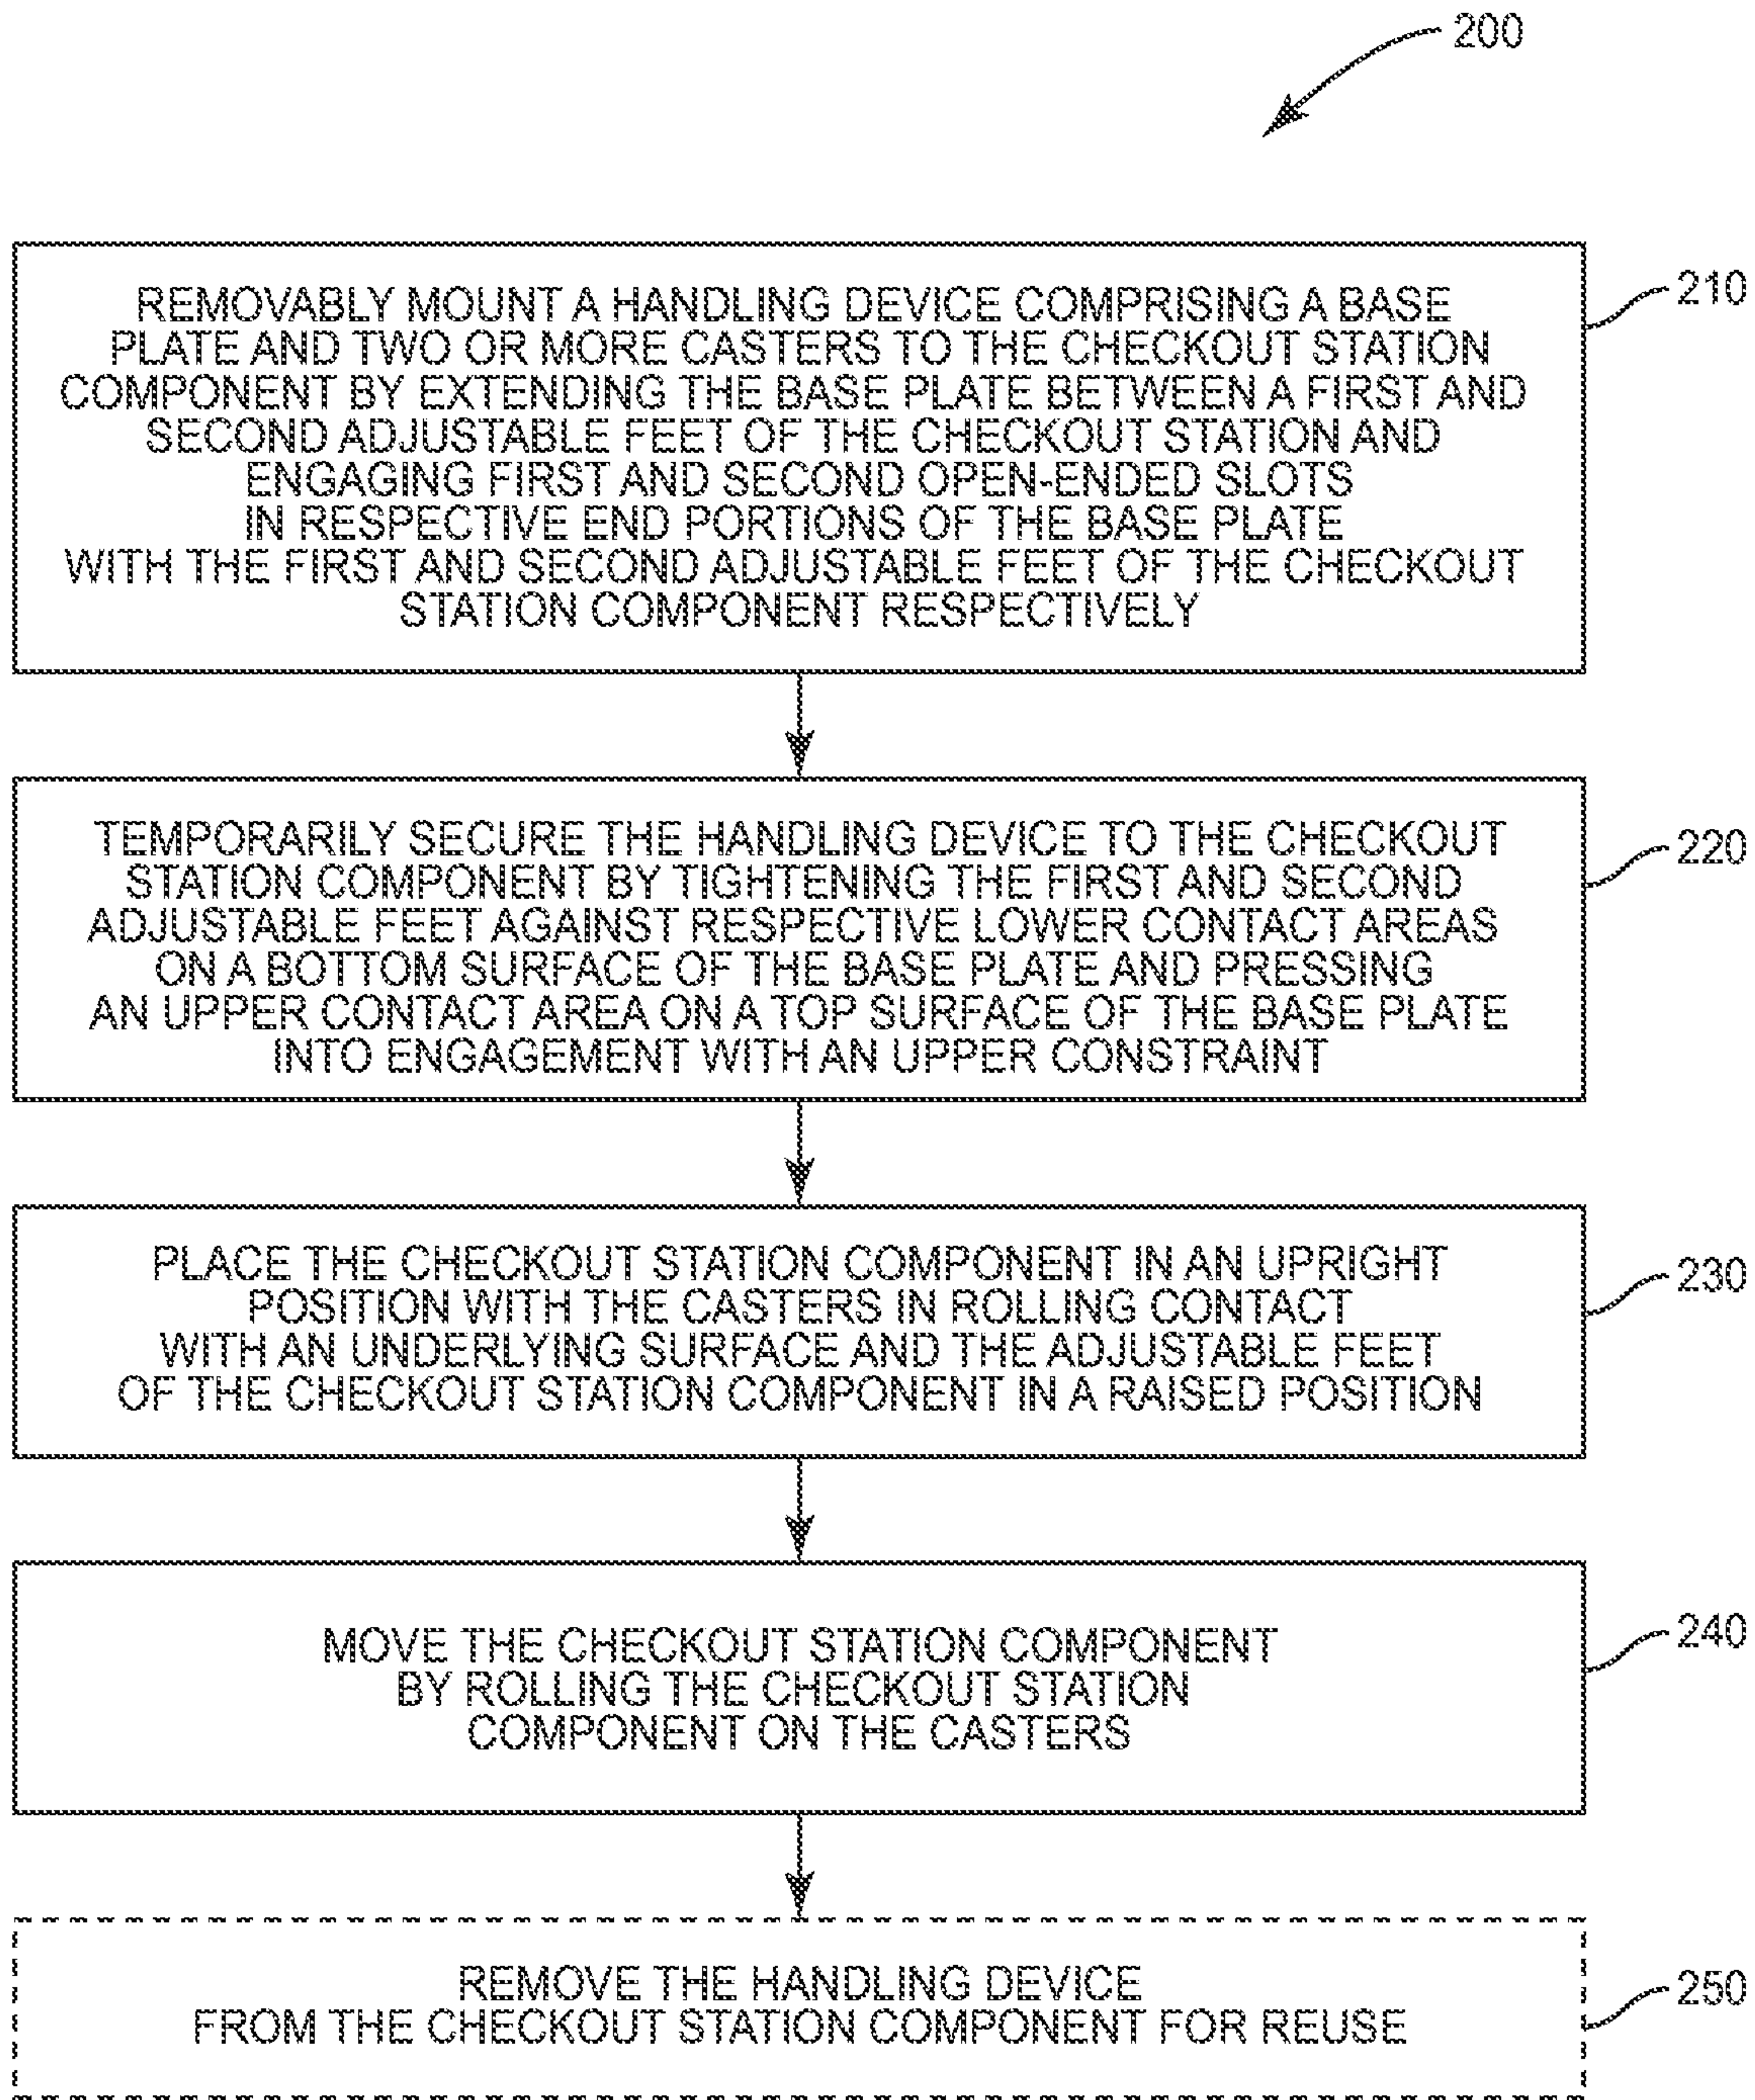 200
REMOVABLY MOUNT A HANDLING DEVICE COMPRISING A BASE
PLATE AND TWO OR MORE CASTERS TO THE CHECKOUT STATION
COMPONENT BY EXTENDING THE BASE PLATE BETWEEN A FIRST AND
SECOND ADJUSTABLE FEET OF THE CHECKOUT STATION AND
ENGAGING FIRST AND SECOND OPEN-ENDED SLOTS
IN RESPECTIVE END PORTIONS OF THE BASE PLATE
WITH THE FIRST AND SECOND ADJUSTABLE FEET OF THE CHECKOUT
STATION COMPONENT RESPECTIVELY
210
TEMPORARILY SECURE THE HANDLING DEVICE TO THE CHECKOUT
STATION COMPONENT BY TIGHTENING THE FIRST AND SECOND
ADJUSTABLE FEET AGAINST RESPECTIVE LOWER CONTACT AREAS
ON A BOTTOM SURFACE OF THE BASE PLATE AND PRESSING
AN UPPER CONTACT AREA ON A TOP SURFACE OF THE BASE PLATE
INTO ENGAGEMENT WITH AN UPPER CONSTRAINT
220
PLACE THE CHECKOUT STATION COMPONENT IN AN UPRIGHT
POSITION WITH THE CASTERS IN ROLLING CONTACT
WITH AN UNDERLYING SURFACE AND THE ADJUSTABLE FEET
OF THE CHECKOUT STATION COMPONENT IN A RAISED POSITION
230
MOVE THE CHECKOUT STATION COMPONENT
BY ROLLING THE CHECKOUT STATION
COMPONENT ON THE CASTERS
240
REMOVE THE HANDLING DEVICE
FROM THE CHECKOUT STATION COMPONENT FOR REUSE
250